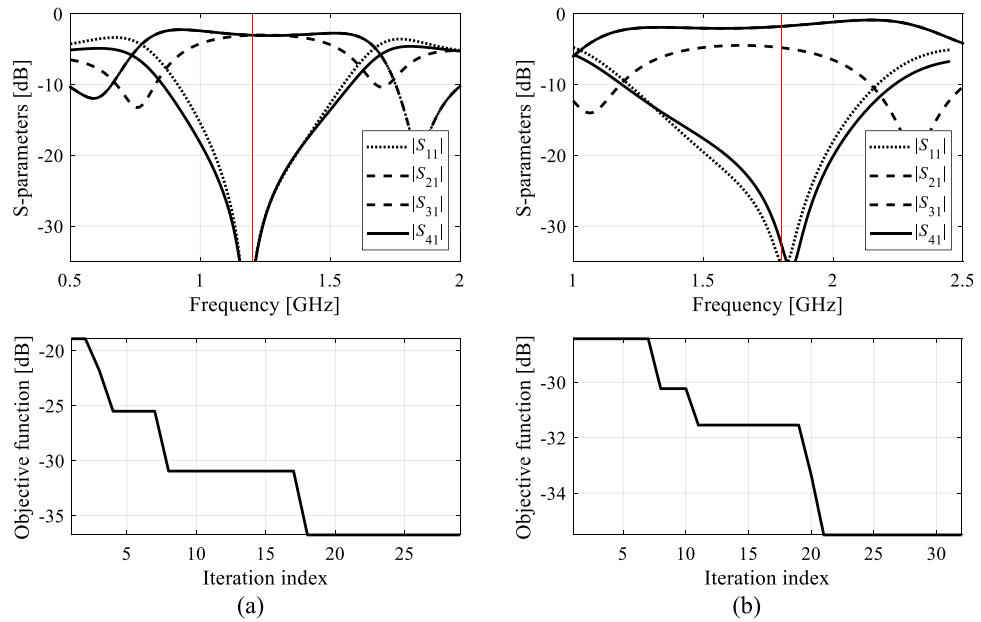 S-parameters [dB]
0
-10
-20
-30
|S11|
|S21|
|S31|
|S41|
0.5 1 1.5 2
Frequency [GHz]
S-parameters [dB]
0
-10
-20
-30
|S11|
|S21|
|S31|
|S41|
1 1.5 2 2.5
Frequency [GHz]
Objective function [dB]
-20
-25
-30
-35
5 10 15 20 25
Iteration index
(a)
Objective function [dB]
-30
-32
-34
5 10 15 20 25 30
Iteration index
(b)